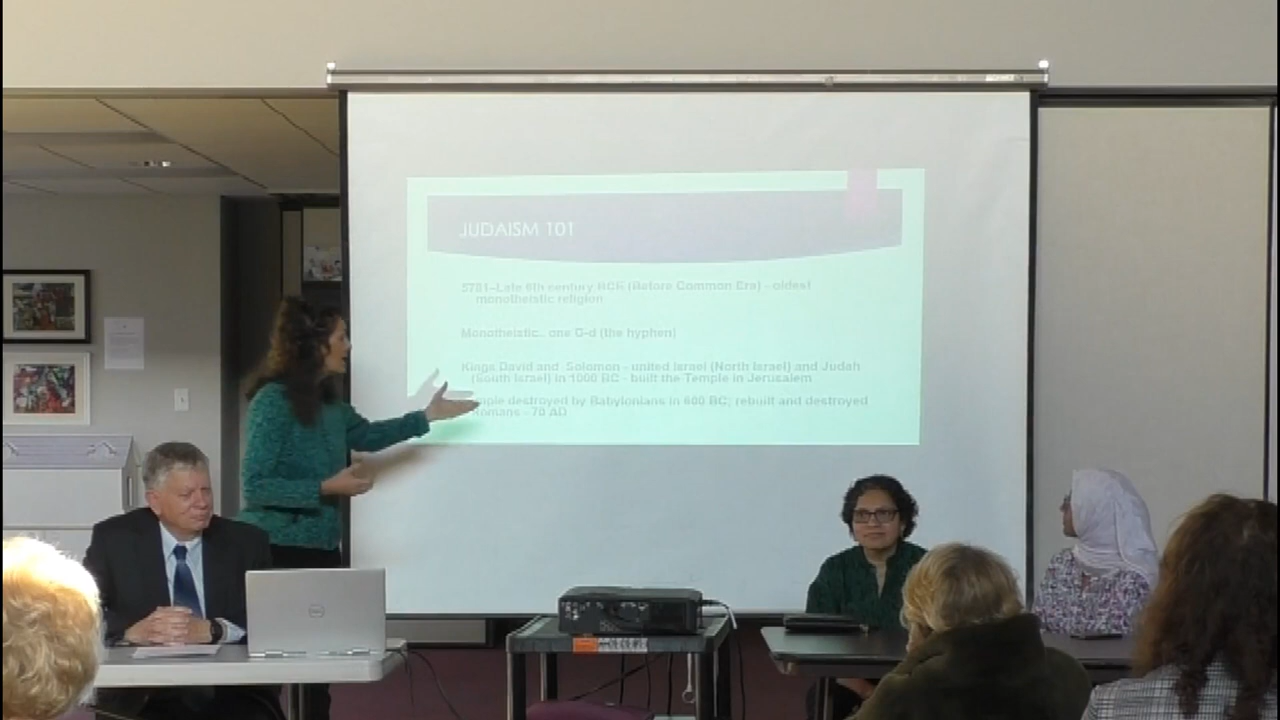 JUDAISM 101
5781–Late 6th century BCE (Before Common Era) - oldest
monotheistic religion
Monotheistic.. one G-d (the hyphen)
Kings David and Solomon - united Israel (North Israel) and Judah
(South Israel) in 1000 BC - built the Temple in Jerusalem
destroyed by Babylonians in 600 BC; rebuilt and destroyed
Romans - 70 AD
DELL